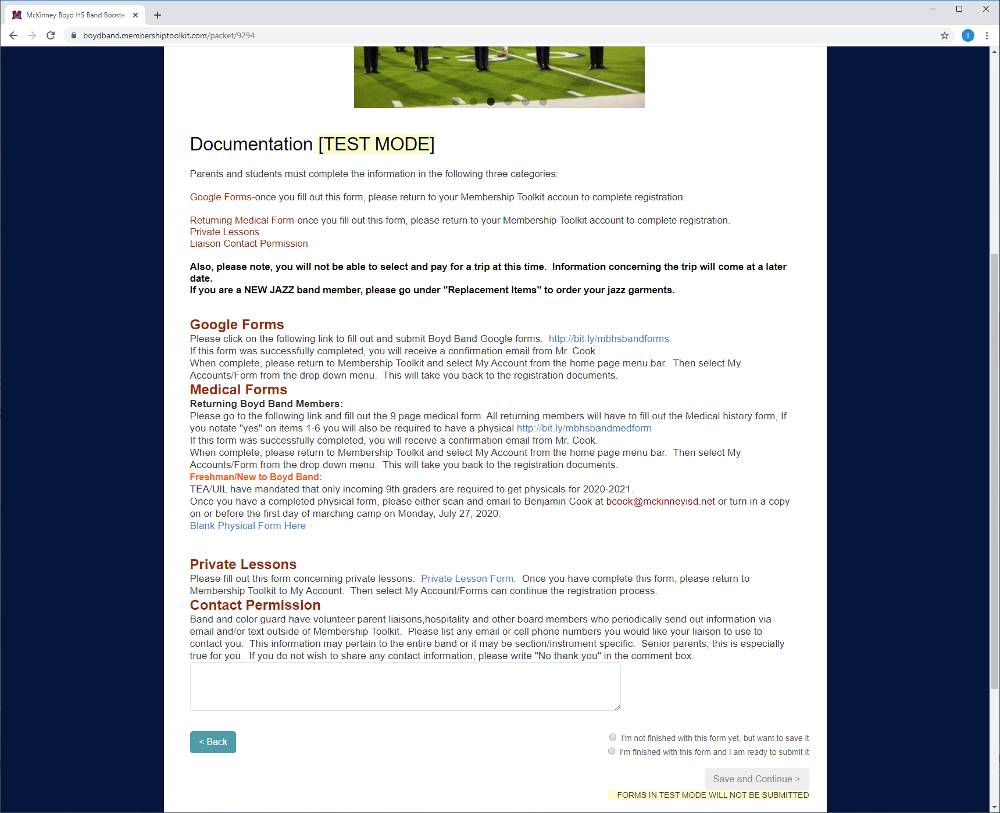 McKinney Boyd HS Band Booster
boydband.membershiptoolkit.com/packet/9294
I
Documentation [TEST MODE]
Parents and students must complete the information in the following three categories:
Google Forms-once you fill out this form, please return to your Membership Toolkit accoun to complete registration.
Returning Medical Form-once you fill out this form, please return to your Membership Toolkit account to complete registration.
Private Lessons
Liaison Contact Permission
Also, please note, you will not be able to select and pay for a trip at this time.  Information concerning the trip will come at a later
date.
If you are a NEW JAZZ band member, please go under "Replacement Items" to order your jazz garments.
Google Forms
Please click on the following link to fill out and submit Boyd Band Google forms.  http://bit.ly/mbhsbandforms
If this form was successfully completed, you will receive a confirmation email from Mr. Cook.
When complete, please return to Membership Toolkit and select My Account from the home page menu bar.  Then select My
Accounts/Form from the drop down menu.  This will take you back to the registration documents.
Medical Forms
Returning Boyd Band Members:
Please go to the following link and fill out the 9 page medical form. All returning members will have to fill out the Medical history form, If
you notate "yes" on items 1-6 you will also be required to have a physical http://bit.ly/mbhsbandmedform
If this form was successfully completed, you will receive a confirmation email from Mr. Cook.
When complete, please return to Membership Toolkit and select My Account from the home page menu bar.  Then select My
Accounts/Form from the drop down menu.  This will take you back to the registration documents.
Freshman/New to Boyd Band:
TEA/UIL have mandated that only incoming 9th graders are required to get physicals for 2020-2021.
Once you have a completed physical form, please either scan and email to Benjamin Cook at bcook@mckinneyisd.net or turn in a copy
on or before the first day of marching camp on Monday, July 27, 2020.
Blank Physical Form Here
Private Lessons
Please fill out this form concerning private lessons.  Private Lesson Form.  Once you have complete this form, please return to
Membership Toolkit to My Account.  Then select My Account/Forms can continue the registration process.
Contact Permission
Band and color guard have volunteer parent liaisons,hospitality and other board members who periodically send out information via
email and/or text outside of Membership Toolkit.  Please list any email or cell phone numbers you would like your liaison to use to
contact you.  This information may pertain to the entire band or it may be section/instrument specific.  Senior parents, this is especially
true for you.  If you do not wish to share any contact information, please write "No thank you" in the comment box.
< Back
I'm not finished with this form yet, but want to save it
I'm finished with this form and I am ready to submit it
Save and Continue >
FORMS IN TEST MODE WILL NOT BE SUBMITTED